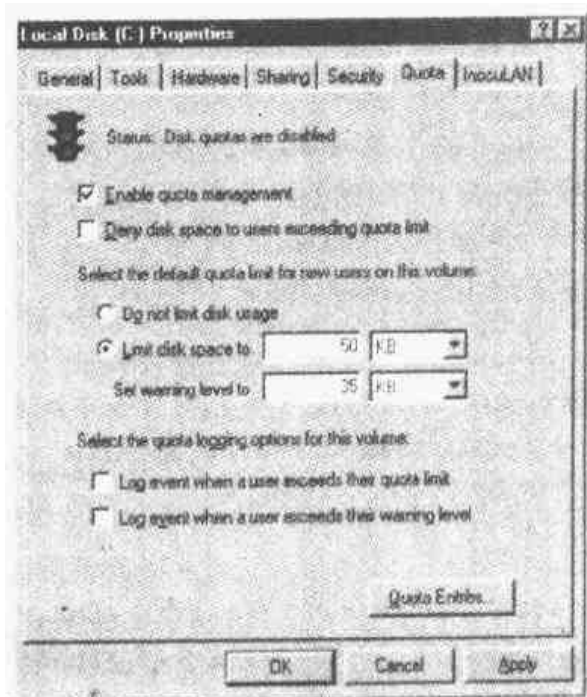 Local Disk (C:) Properties
General Tools Hardware Sharing Security Quota InocuLAN
Status: Disk quotas are disabled
Enable quota management
Deny disk space to users exceeding quota limit
Select the default quota limit for new users on this volume:
Do not limit disk usage
Limit disk space to 50 KB
Set warning level to 35 KB
Select the quota logging options for this volume:
Log event when a user exceeds their quota limit
Log event when a user exceeds their warning level
Quota Entries...
OK Cancel Apply